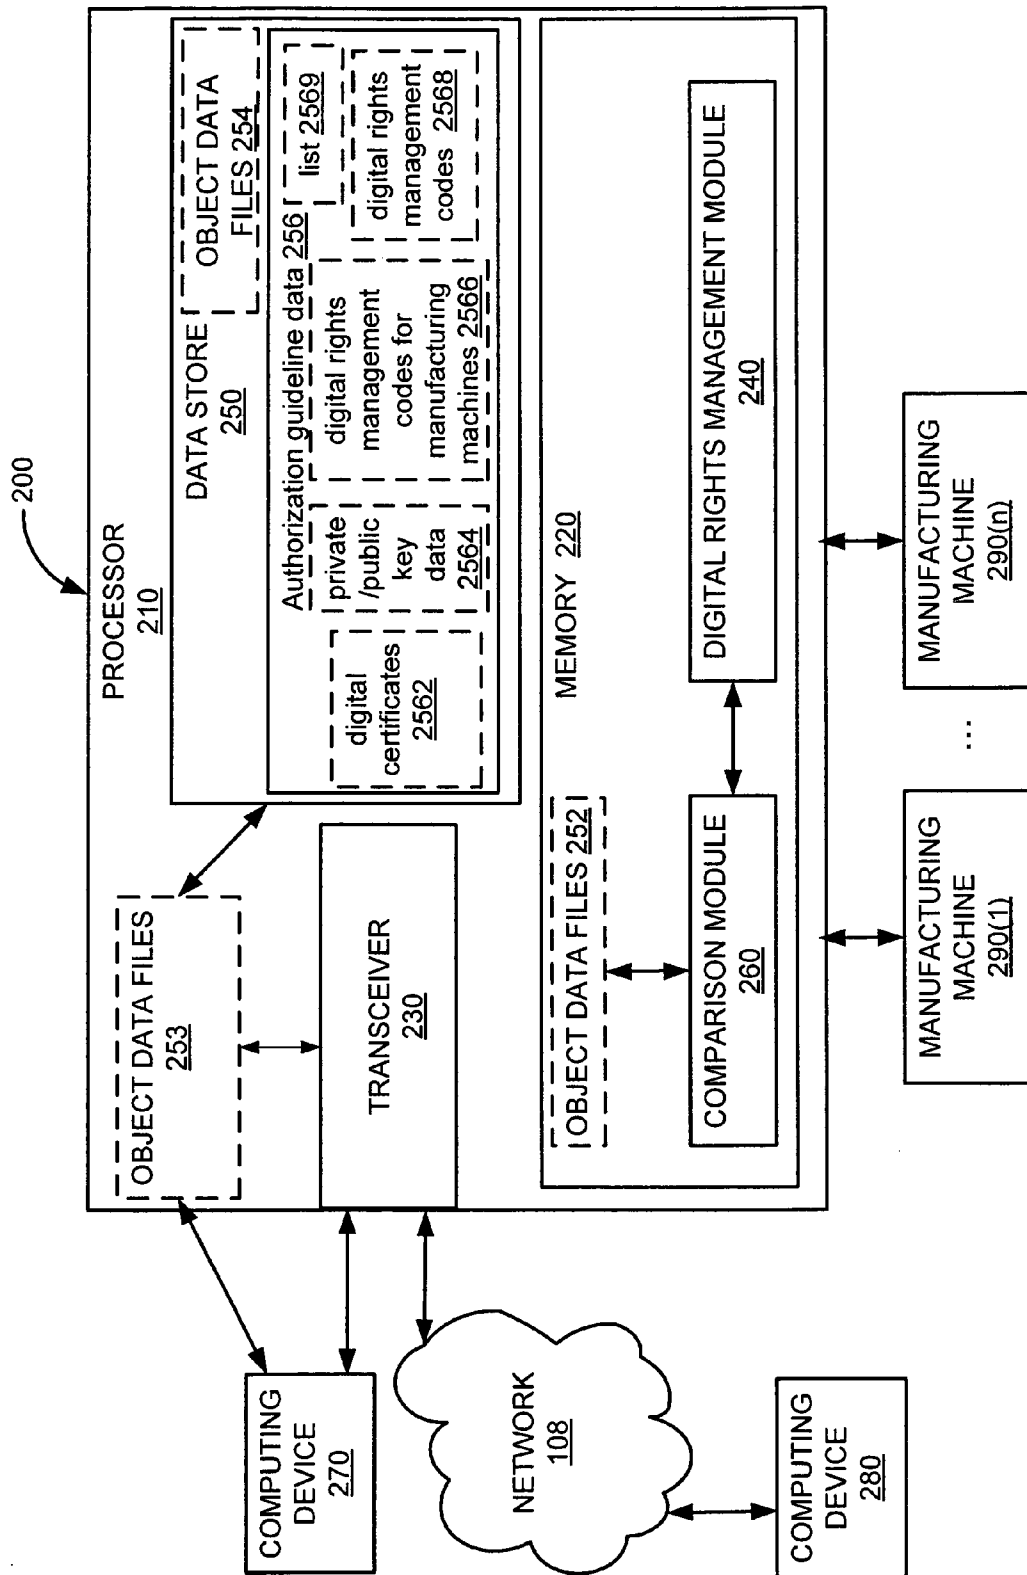 200
PROCESSOR
210
DATA STORE
250
OBJECT DATA
FILES 254
Authorization guideline data 256
digital
certificates
2562
private
/public
key
data
2564
digital rights
management
codes for
manufacturing
machines 2566
list 2569
digital rights
management
codes 2568
OBJECT DATA FILES
253
TRANSCEIVER
230
MEMORY 220
OBJECT DATA FILES 252
COMPARISON MODULE
260
DIGITAL RIGHTS MANAGEMENT MODULE
240
COMPUTING
DEVICE
270
NETWORK
108
COMPUTING
DEVICE
280
MANUFACTURING
MACHINE
290(1)
...
MANUFACTURING
MACHINE
290(n)